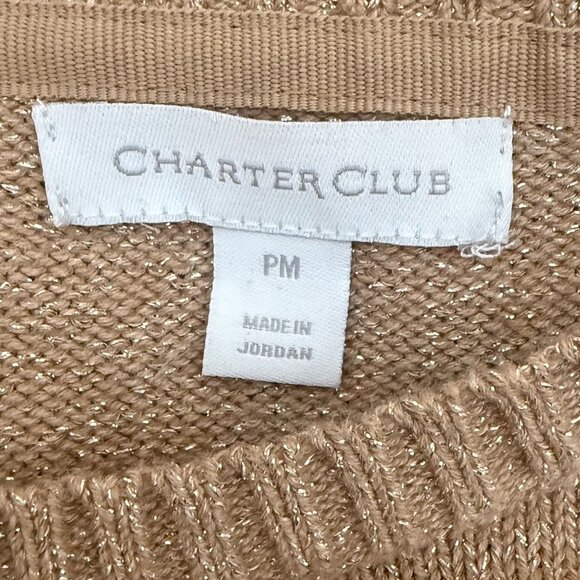 CHARTER CLUB
PM
MADE IN
JORDAN